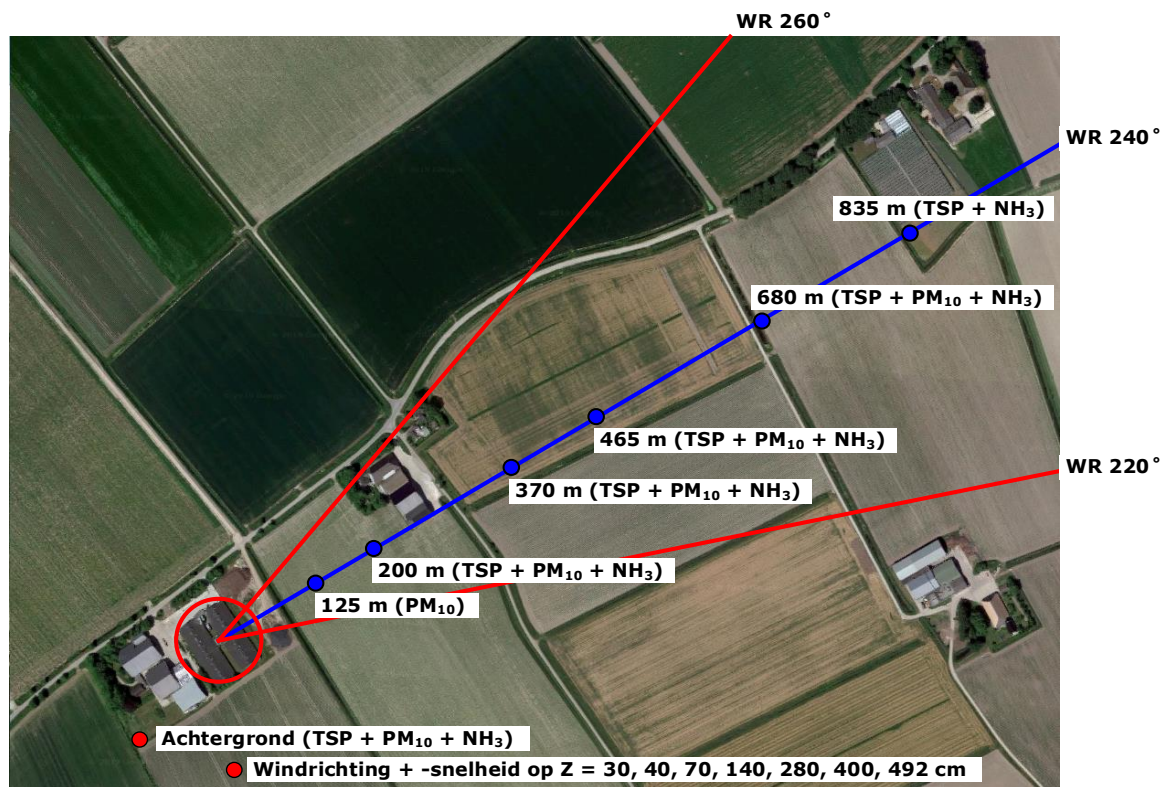 WR 260°
WR 240°
835 m (TSP + NH₃)
680 m (TSP + PM₁₀ + NH₃)
465 m (TSP + PM₁₀ + NH₃)
WR 220°
370 m (TSP + PM₁₀ + NH₃)
200 m (TSP + PM₁₀ + NH₃)
125 m (PM₁₀)
Achtergrond (TSP + PM₁₀ + NH₃)
Windrichting + -snelheid op Z = 30, 40, 70, 140, 280, 400, 492 cm